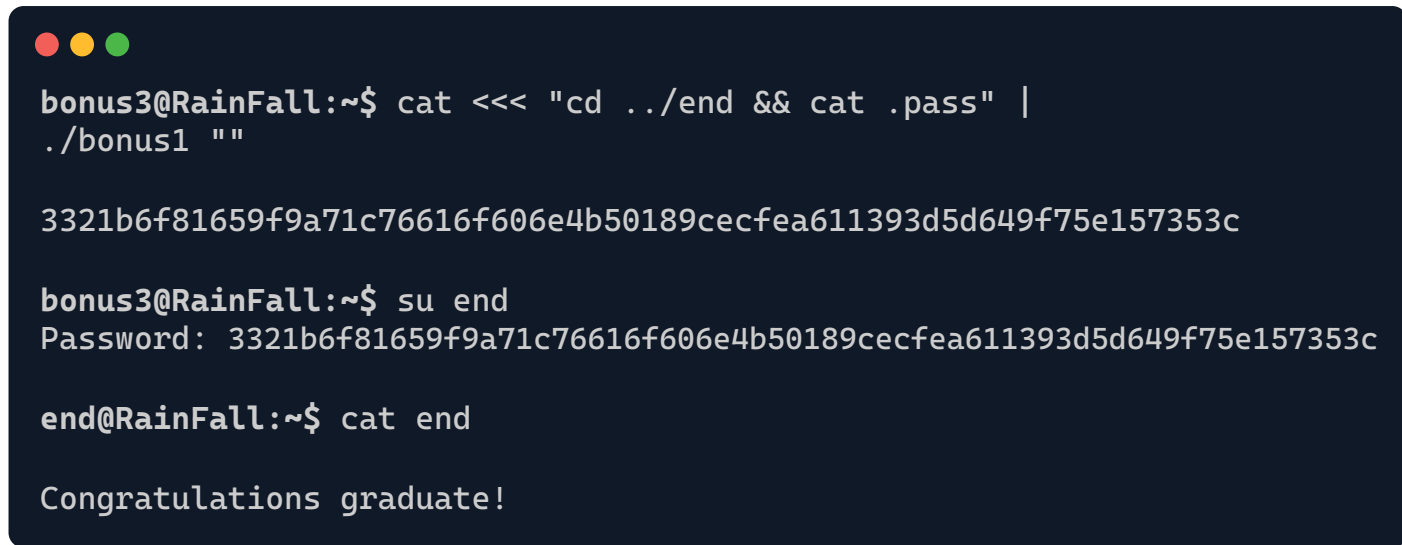 bonus3@RainFall:~$ cat <<< "cd ../end && cat .pass" |
./bonus1 ""
3321b6f81659f9a71c76616f606e4b50189cecfea611393d5d649f75e157353c
bonus3@RainFall:~$ su end
Password: 3321b6f81659f9a71c76616f606e4b50189cecfea611393d5d649f75e157353c
end@RainFall:~$ cat end
Congratulations graduate!